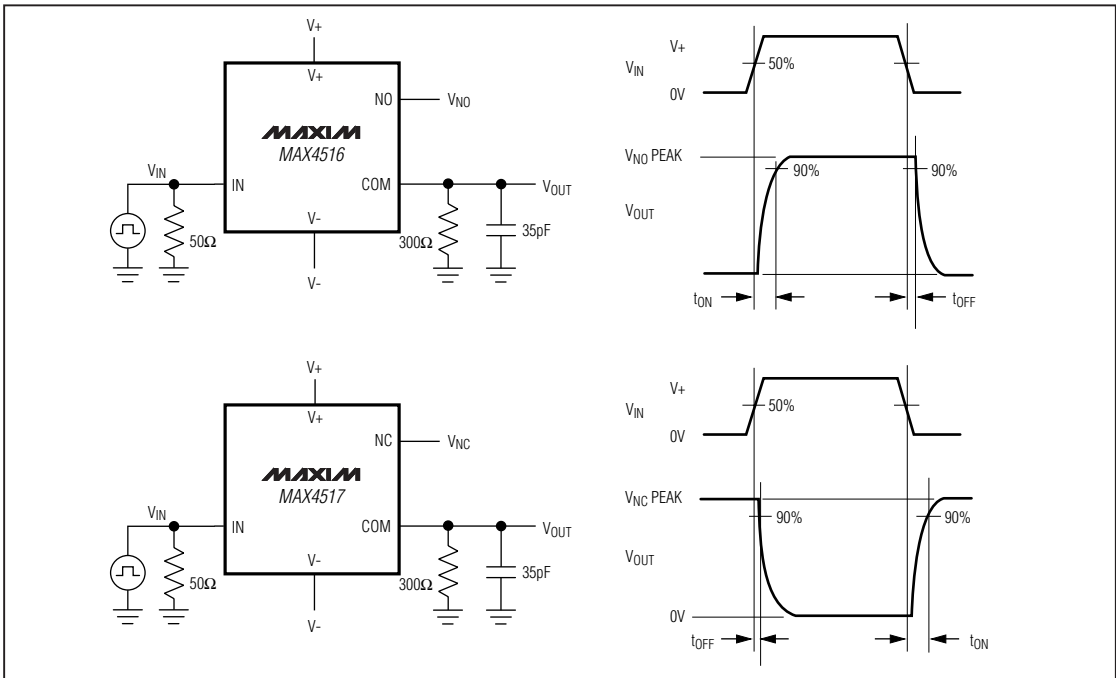 V+
V+
NO
VNO
MAXIM
MAX4516
VIN
IN
COM
VOUT
V-
50Ω
300Ω
35pF
V-
V+
VIN
50%
0V
VNO PEAK
90%
90%
VOUT
tON
tOFF
V+
V+
NC
VNC
MAXIM
MAX4517
VIN
IN
COM
VOUT
V-
50Ω
300Ω
35pF
V-
V+
VIN
50%
0V
VNC PEAK
90%
90%
VOUT
0V
tOFF
tON